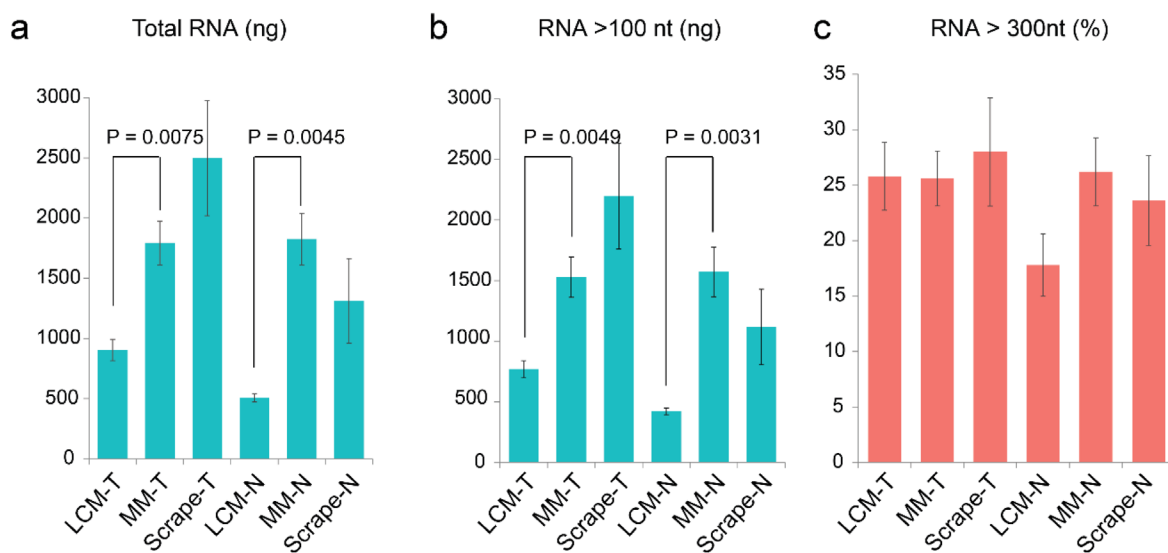 a
Total RNA (ng)
3000
2500
2000
1500
1000
500
0
P = 0.0075
P = 0.0045
LCM-T
MM-T
Scrape-T
LCM-N
MM-N
Scrape-N
b
RNA >100 nt (ng)
3000
2500
2000
1500
1000
500
0
P = 0.0049
P = 0.0031
LCM-T
MM-T
Scrape-T
LCM-N
MM-N
Scrape-N
c
RNA > 300nt (%)
35
30
25
20
15
10
5
0
LCM-T
MM-T
Scrape-T
LCM-N
MM-N
Scrape-N